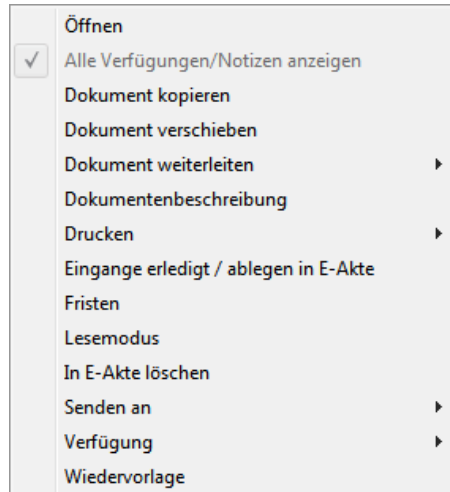 Öffnen
Alle Verfügungen/Notizen anzeigen
Dokument kopieren
Dokument verschieben
Dokument weiterleiten
Dokumentenbeschreibung
Drucken
Eingange erledigt / ablegen in E-Akte
Fristen
Lesemodus
In E-Akte löschen
Senden an
Verfügung
Wiedervorlage